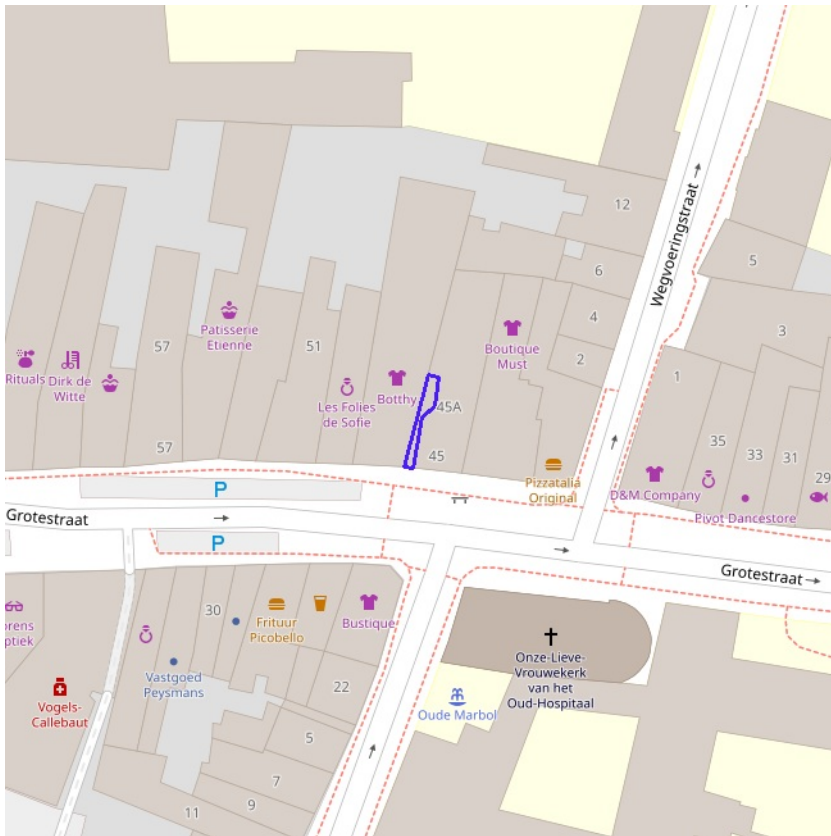 12
5
6
4
3
2
Wegvoeringstraat
Patisserie
Etienne
57
51
Boutique
Must
1
Rituals
Dirk de
Witte
Botthy
45A
Les Folies
de Sofie
57
45
35
33
31
29
Pizzatalia
Original
D&M Company
Pivot Dancestore
P
Grotestraat
P
Grotestraat
orens
ptiek
30
Frituur
Picobello
Bustique
Vastgoed
Peysmans
22
Onze-Lieve-
Vrouwekerk
van het
Oud-Hospitaal
Vogels-
Callebaut
Oude Marbol
5
7
9
11